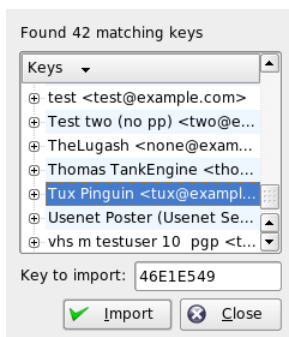 Found 42 matching keys
Keys
test <test@example.com>
Test two (no pp) <two@e...
TheLugash <none@exam...
Thomas TankEngine <tho...
Tux Pinguin <tux@exampl...
Usenet Poster (Usenet Se...
vhs m testuser 10 pgp <t...
Key to import: 46E1E549
Import Close